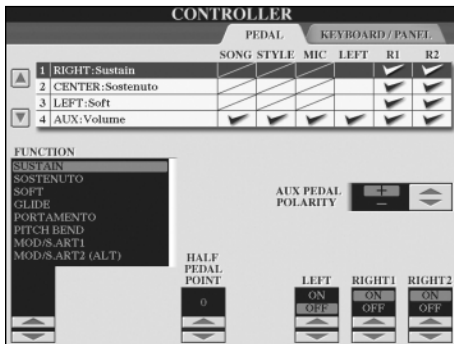 CONTROLLER
PEDAL KEYBOARD / PANEL
SONG STYLE MIC LEFT R1 R2
1 RIGHT:Sustain
2 CENTER:Sostenuto
3 LEFT:Soft
4 AUX:Volume
FUNCTION
SUSTAIN
SOSTENUTO
SOFT
GLIDE
PORTAMENTO
PITCH BEND
MOD/S.ART1
MOD/S.ART2 (ALT)
AUX PEDAL
POLARITY
+
−
HALF
PEDAL
POINT
0
LEFT RIGHT1 RIGHT2
ON ON ON
OFF OFF OFF